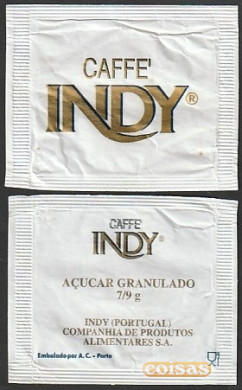 CAFFE'
INDY®
CAFFE'
INDY®
AÇUCAR GRANULADO
7/9 g
INDY (PORTUGAL)
COMPANHIA DE PRODUTOS
ALIMENTARES S.A.
Embalado por A. C. - Porto
coisas